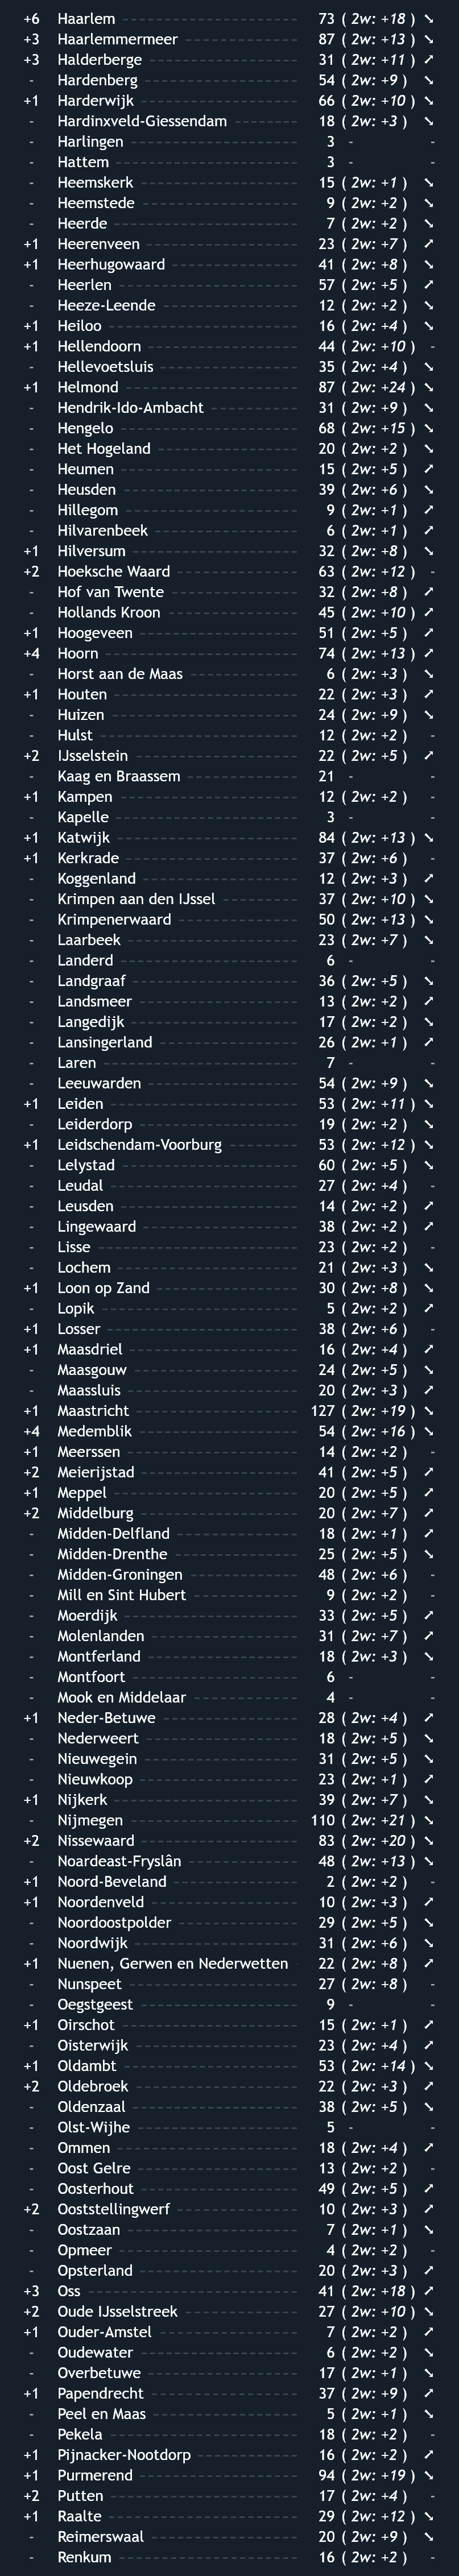 +6 Haarlem 73 ( 2w: +18 ) ➘
+3 Haarlemmermeer 87 ( 2w: +13 ) ➘
+3 Halderberge 31 ( 2w: +11 ) ➚
- Hardenberg 54 ( 2w: +9 ) ➘
+1 Harderwijk 66 ( 2w: +10 ) ➘
- Hardinxveld-Giessendam 18 ( 2w: +3 ) ➘
- Harlingen 3 - -
- Hattem 3 - -
- Heemskerk 15 ( 2w: +1 ) ➘
- Heemstede 9 ( 2w: +2 ) ➘
- Heerde 7 ( 2w: +2 ) ➘
+1 Heerenveen 23 ( 2w: +7 ) ➚
+1 Heerhugowaard 41 ( 2w: +8 ) ➘
- Heerlen 57 ( 2w: +5 ) ➚
- Heeze-Leende 12 ( 2w: +2 ) ➘
+1 Heiloo 16 ( 2w: +4 ) ➘
+1 Hellendoorn 44 ( 2w: +10 ) -
- Hellevoetsluis 35 ( 2w: +4 ) ➘
+1 Helmond 87 ( 2w: +24 ) ➘
- Hendrik-Ido-Ambacht 31 ( 2w: +9 ) ➘
- Hengelo 68 ( 2w: +15 ) ➘
- Het Hogeland 20 ( 2w: +2 ) ➘
- Heumen 15 ( 2w: +5 ) ➚
- Heusden 39 ( 2w: +6 ) ➘
- Hillegom 9 ( 2w: +1 ) ➚
- Hilvarenbeek 6 ( 2w: +1 ) ➚
+1 Hilversum 32 ( 2w: +8 ) ➘
+2 Hoeksche Waard 63 ( 2w: +12 ) -
- Hof van Twente 32 ( 2w: +8 ) ➚
- Hollands Kroon 45 ( 2w: +10 ) ➚
+1 Hoogeveen 51 ( 2w: +5 ) ➚
+4 Hoorn 74 ( 2w: +13 ) ➚
- Horst aan de Maas 6 ( 2w: +3 ) ➘
+1 Houten 22 ( 2w: +3 ) ➚
- Huizen 24 ( 2w: +9 ) ➘
- Hulst 12 ( 2w: +2 ) -
+2 IJsselstein 22 ( 2w: +5 ) ➚
- Kaag en Braassem 21 - -
+1 Kampen 12 ( 2w: +2 ) -
- Kapelle 3 - -
+1 Katwijk 84 ( 2w: +13 ) ➘
+1 Kerkrade 37 ( 2w: +6 ) -
- Koggenland 12 ( 2w: +3 ) ➚
- Krimpen aan den IJssel 37 ( 2w: +10 ) ➘
- Krimpenerwaard 50 ( 2w: +13 ) ➘
- Laarbeek 23 ( 2w: +7 ) ➘
- Landerd 6 - -
- Landgraaf 36 ( 2w: +5 ) ➘
- Landsmeer 13 ( 2w: +2 ) ➚
- Langedijk 17 ( 2w: +2 ) ➘
- Lansingerland 26 ( 2w: +1 ) ➚
- Laren 7 - -
- Leeuwarden 54 ( 2w: +9 ) ➘
+1 Leiden 53 ( 2w: +11 ) ➘
- Leiderdorp 19 ( 2w: +2 ) ➘
+1 Leidschendam-Voorburg 53 ( 2w: +12 ) ➘
- Lelystad 60 ( 2w: +5 ) ➘
- Leudal 27 ( 2w: +4 ) -
- Leusden 14 ( 2w: +2 ) ➚
- Lingewaard 38 ( 2w: +2 ) ➚
- Lisse 23 ( 2w: +2 ) -
- Lochem 21 ( 2w: +3 ) ➘
+1 Loon op Zand 30 ( 2w: +8 ) ➘
- Lopik 5 ( 2w: +2 ) ➚
+1 Losser 38 ( 2w: +6 ) -
+1 Maasdriel 16 ( 2w: +4 ) ➚
- Maasgouw 24 ( 2w: +5 ) ➘
- Maassluis 20 ( 2w: +3 ) ➚
+1 Maastricht 127 ( 2w: +19 ) ➘
+4 Medemblik 54 ( 2w: +16 ) ➘
+1 Meerssen 14 ( 2w: +2 ) -
+2 Meierijstad 41 ( 2w: +5 ) ➚
+1 Meppel 20 ( 2w: +5 ) ➚
+2 Middelburg 20 ( 2w: +7 ) ➚
- Midden-Delfland 18 ( 2w: +1 ) ➚
- Midden-Drenthe 25 ( 2w: +5 ) ➘
- Midden-Groningen 48 ( 2w: +6 ) -
- Mill en Sint Hubert 9 ( 2w: +2 ) -
- Moerdijk 33 ( 2w: +5 ) ➚
- Molenlanden 31 ( 2w: +7 ) ➚
- Montferland 18 ( 2w: +3 ) ➘
- Montfoort 6 - -
- Mook en Middelaar 4 - -
+1 Neder-Betuwe 28 ( 2w: +4 ) ➚
- Nederweert 18 ( 2w: +5 ) ➘
- Nieuwegein 31 ( 2w: +5 ) ➘
- Nieuwkoop 23 ( 2w: +1 ) ➚
+1 Nijkerk 39 ( 2w: +7 ) ➘
- Nijmegen 110 ( 2w: +21 ) ➘
+2 Nissewaard 83 ( 2w: +20 ) ➘
- Noardeast-Fryslân 48 ( 2w: +13 ) ➘
+1 Noord-Beveland 2 ( 2w: +2 ) -
+1 Noordenveld 10 ( 2w: +3 ) ➚
- Noordoostpolder 29 ( 2w: +5 ) ➘
- Noordwijk 31 ( 2w: +6 ) ➘
+1 Nuenen, Gerwen en Nederwetten 22 ( 2w: +8 ) ➚
- Nunspeet 27 ( 2w: +8 ) -
- Oegstgeest 9 - -
+1 Oirschot 15 ( 2w: +1 ) ➚
- Oisterwijk 23 ( 2w: +4 ) ➚
+1 Oldambt 53 ( 2w: +14 ) ➘
+2 Oldebroek 22 ( 2w: +3 ) ➚
- Oldenzaal 38 ( 2w: +5 ) ➘
- Olst-Wijhe 5 - -
- Ommen 18 ( 2w: +4 ) ➚
- Oost Gelre 13 ( 2w: +2 ) -
- Oosterhout 49 ( 2w: +5 ) ➚
+2 Ooststellingwerf 10 ( 2w: +3 ) ➚
- Oostzaan 7 ( 2w: +1 ) ➘
- Opmeer 4 ( 2w: +2 ) -
- Opsterland 20 ( 2w: +3 ) ➚
+3 Oss 41 ( 2w: +18 ) ➚
+2 Oude IJsselstreek 27 ( 2w: +10 ) ➘
+1 Ouder-Amstel 7 ( 2w: +2 ) ➚
- Oudewater 6 ( 2w: +2 ) ➘
- Overbetuwe 17 ( 2w: +1 ) ➘
+1 Papendrecht 37 ( 2w: +9 ) ➚
- Peel en Maas 5 ( 2w: +1 ) ➘
- Pekela 18 ( 2w: +2 ) -
+1 Pijnacker-Nootdorp 16 ( 2w: +2 ) ➚
+1 Purmerend 94 ( 2w: +19 ) ➘
+2 Putten 17 ( 2w: +4 ) -
+1 Raalte 29 ( 2w: +12 ) ➘
- Reimerswaal 20 ( 2w: +9 ) ➘
- Renkum 16 ( 2w: +2 ) -